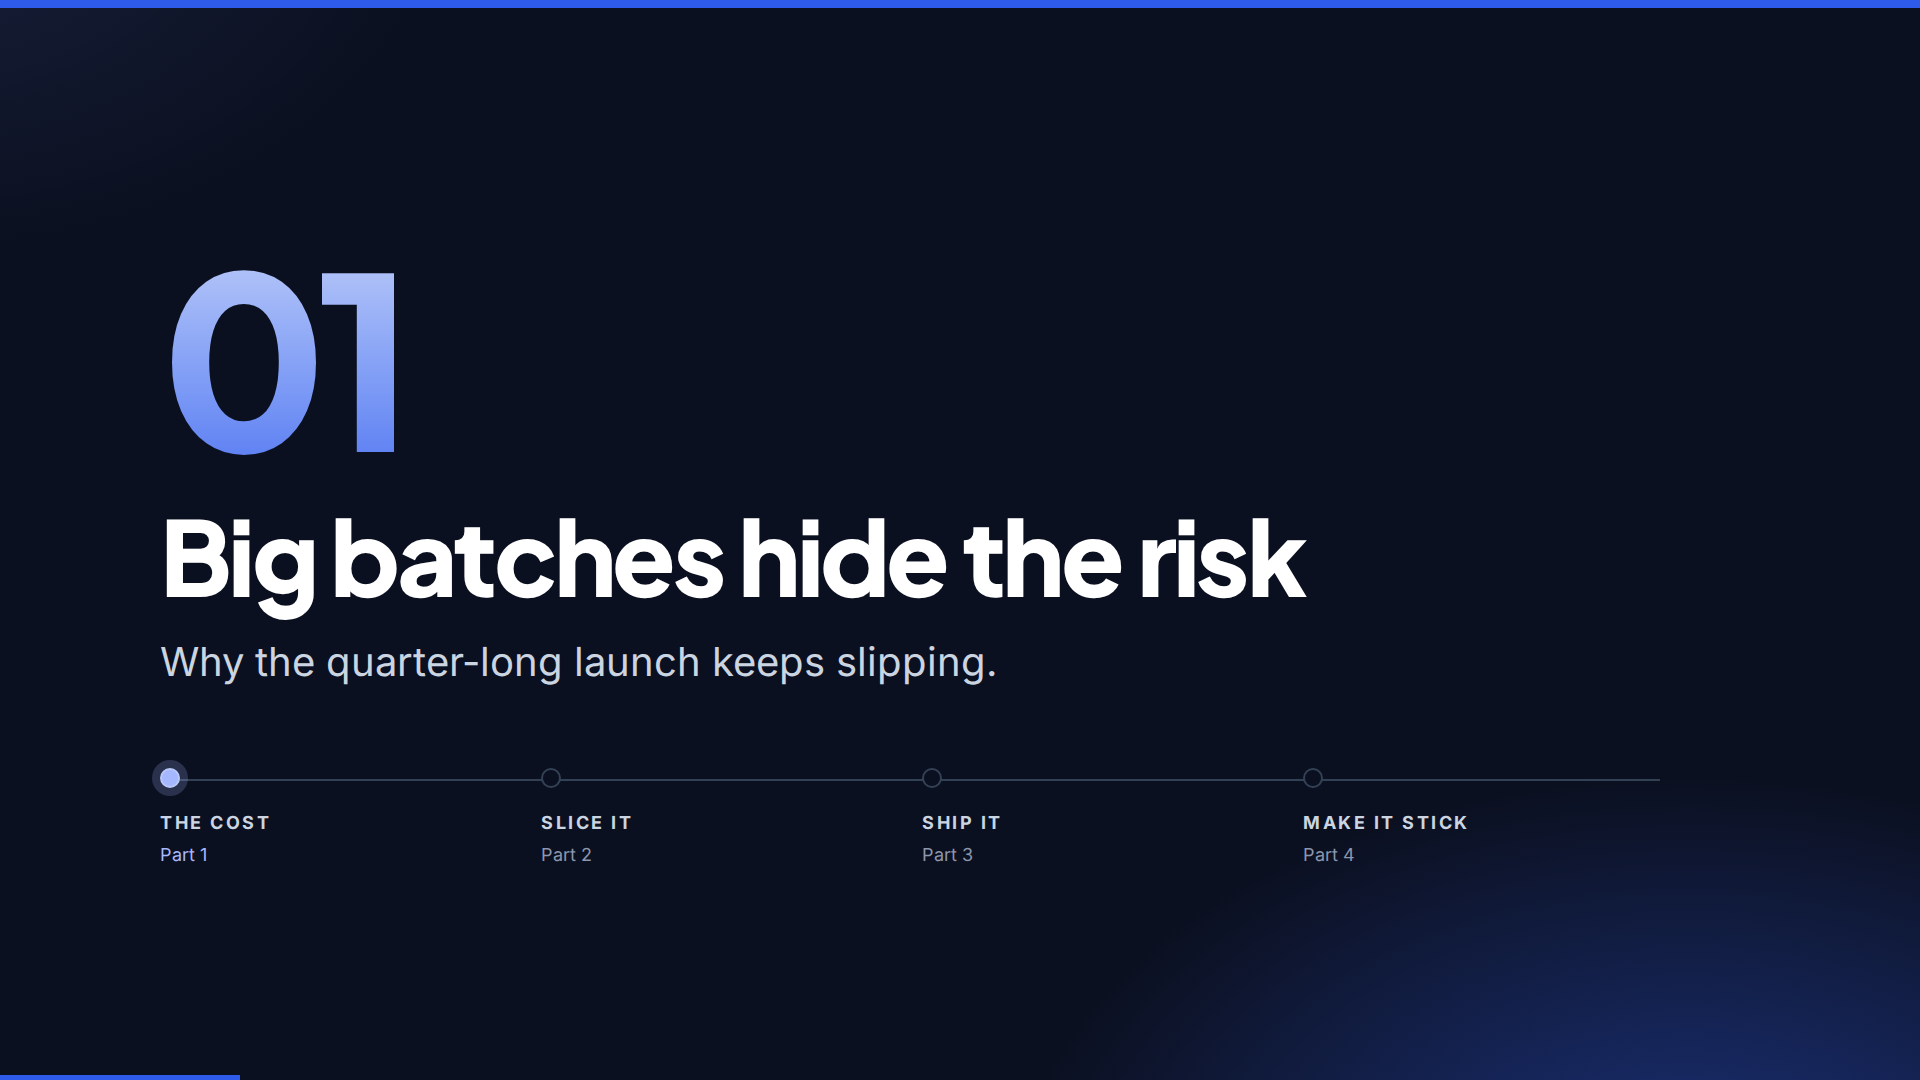 01
Big batches hide the risk
Why the quarter-long launch keeps slipping.
THE COST
Part 1
SLICE IT
Part 2
SHIP IT
Part 3
MAKE IT STICK
Part 4